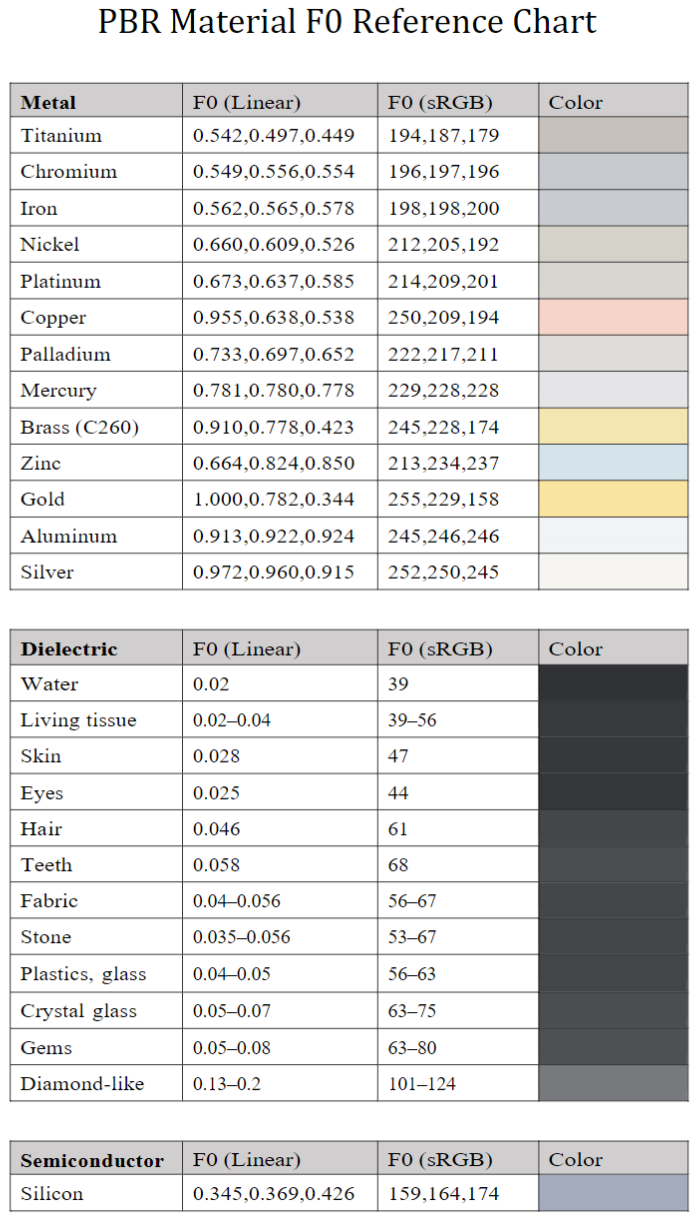 PBR Material F0 Reference Chart
Metal F0 (Linear) F0 (sRGB) Color
Titanium 0.542,0.497,0.449 194,187,179
Chromium 0.549,0.556,0.554 196,197,196
Iron 0.562,0.565,0.578 198,198,200
Nickel 0.660,0.609,0.526 212,205,192
Platinum 0.673,0.637,0.585 214,209,201
Copper 0.955,0.638,0.538 250,209,194
Palladium 0.733,0.697,0.652 222,217,211
Mercury 0.781,0.780,0.778 229,228,228
Brass (C260) 0.910,0.778,0.423 245,228,174
Zinc 0.664,0.824,0.850 213,234,237
Gold 1.000,0.782,0.344 255,229,158
Aluminum 0.913,0.922,0.924 245,246,246
Silver 0.972,0.960,0.915 252,250,245
Dielectric F0 (Linear) F0 (sRGB) Color
Water 0.02 39
Living tissue 0.02–0.04 39–56
Skin 0.028 47
Eyes 0.025 44
Hair 0.046 61
Teeth 0.058 68
Fabric 0.04–0.056 56–67
Stone 0.035–0.056 53–67
Plastics, glass 0.04–0.05 56–63
Crystal glass 0.05–0.07 63–75
Gems 0.05–0.08 63–80
Diamond-like 0.13–0.2 101–124
Semiconductor F0 (Linear) F0 (sRGB) Color
Silicon 0.345,0.369,0.426 159,164,174